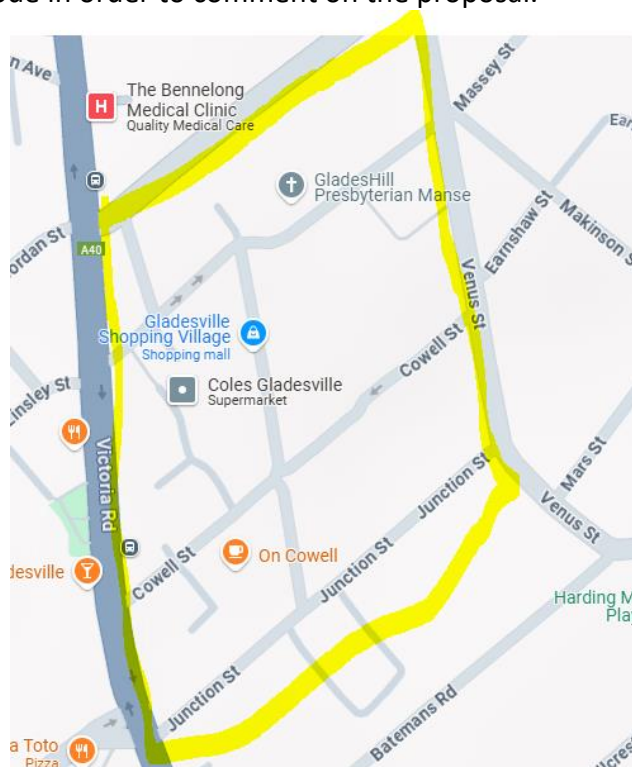 in order to comment on the proposal.
n Ave
The Bennelong
Medical Clinic
Quality Medical Care
H
Massey St
Ear
GladesHill
Presbyterian Manse
Makinson S
Earnshaw St
ordan St
A40
Venus St
Gladesville
Shopping Village
Shopping mall
Cowell St
Coles Gladesville
Supermarket
insley St
Victoria Rd
Junction St
Mars St
Venus St
On Cowell
Cowell St
Junction St
desville
Harding M
Pla
Junction St
Batemans Rd
a Toto
Pizza
illcres